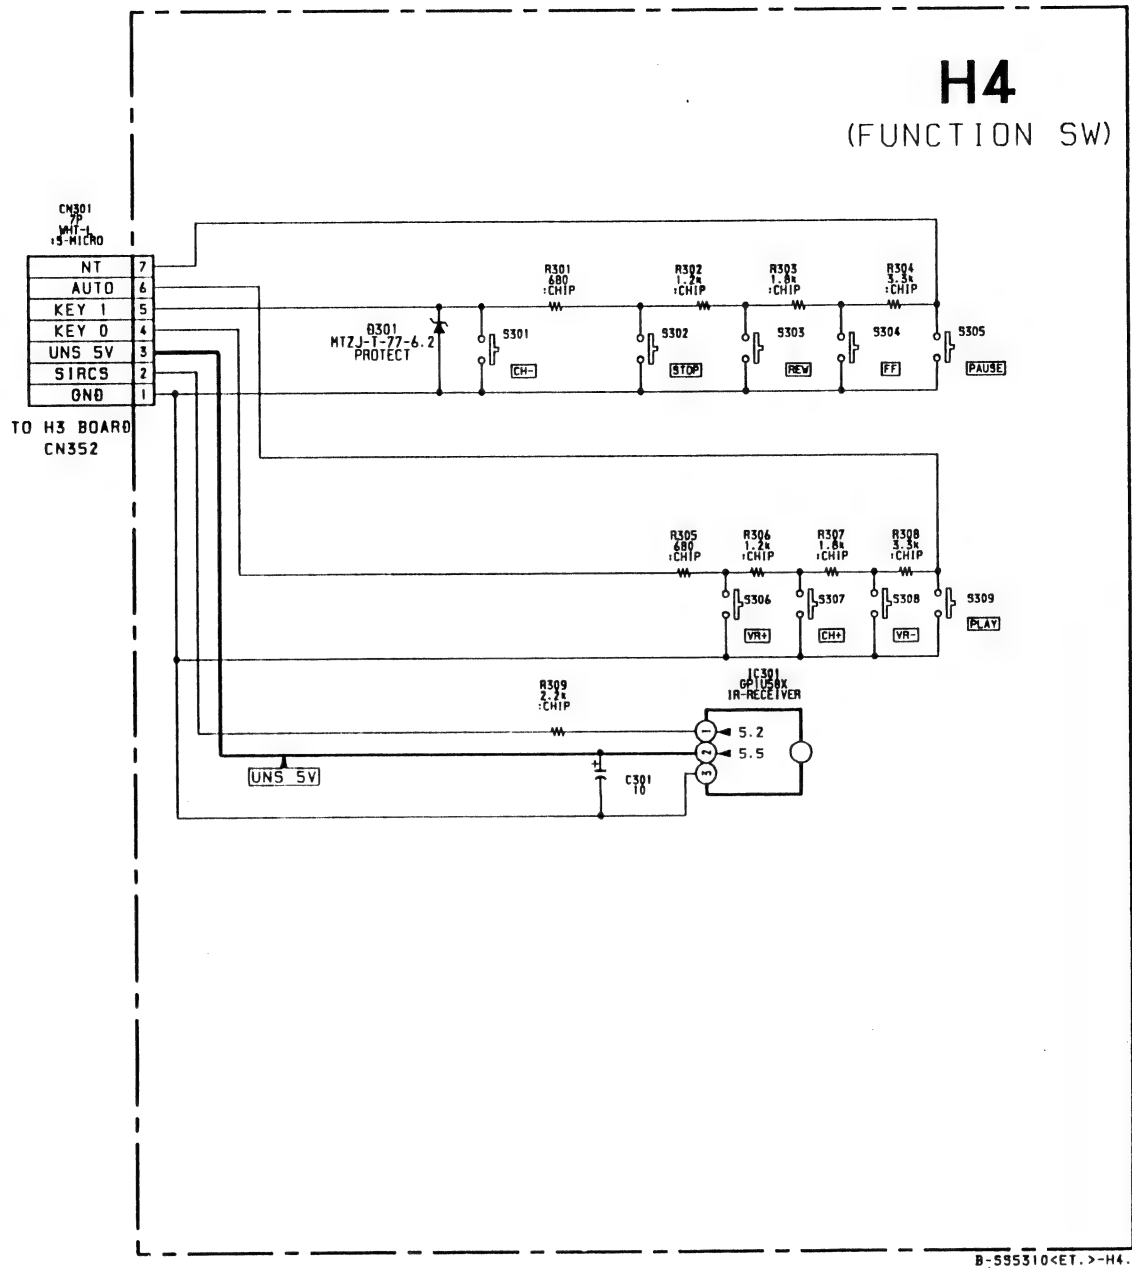 H4
(FUNCTION SW)
CN301
7P
WHT-L
:S-MICRO
NT 7
AUTO 6
KEY 1 5
KEY 0 4
UNS 5V 3
SIRCS 2
GND 1
TO H3 BOARD
CN352
D301
MTZJ-T-77-6.2
PROTECT
S301
CH-
R301
680
:CHIP
R302
1.2k
:CHIP
R303
1.8k
:CHIP
R304
3.3k
:CHIP
S302
STOP
S303
REW
S304
FF
S305
PAUSE
R305
680
:CHIP
R306
1.2k
:CHIP
R307
1.8k
:CHIP
R308
3.3k
:CHIP
S306
VR+
S307
CH+
S308
VR-
S309
PLAY
R309
2.2k
:CHIP
IC301
GPIU58X
IR-RECEIVER
1 5.2
2 5.5
3
UNS 5V
+
C301
10
B-595310<ET.>-H4.